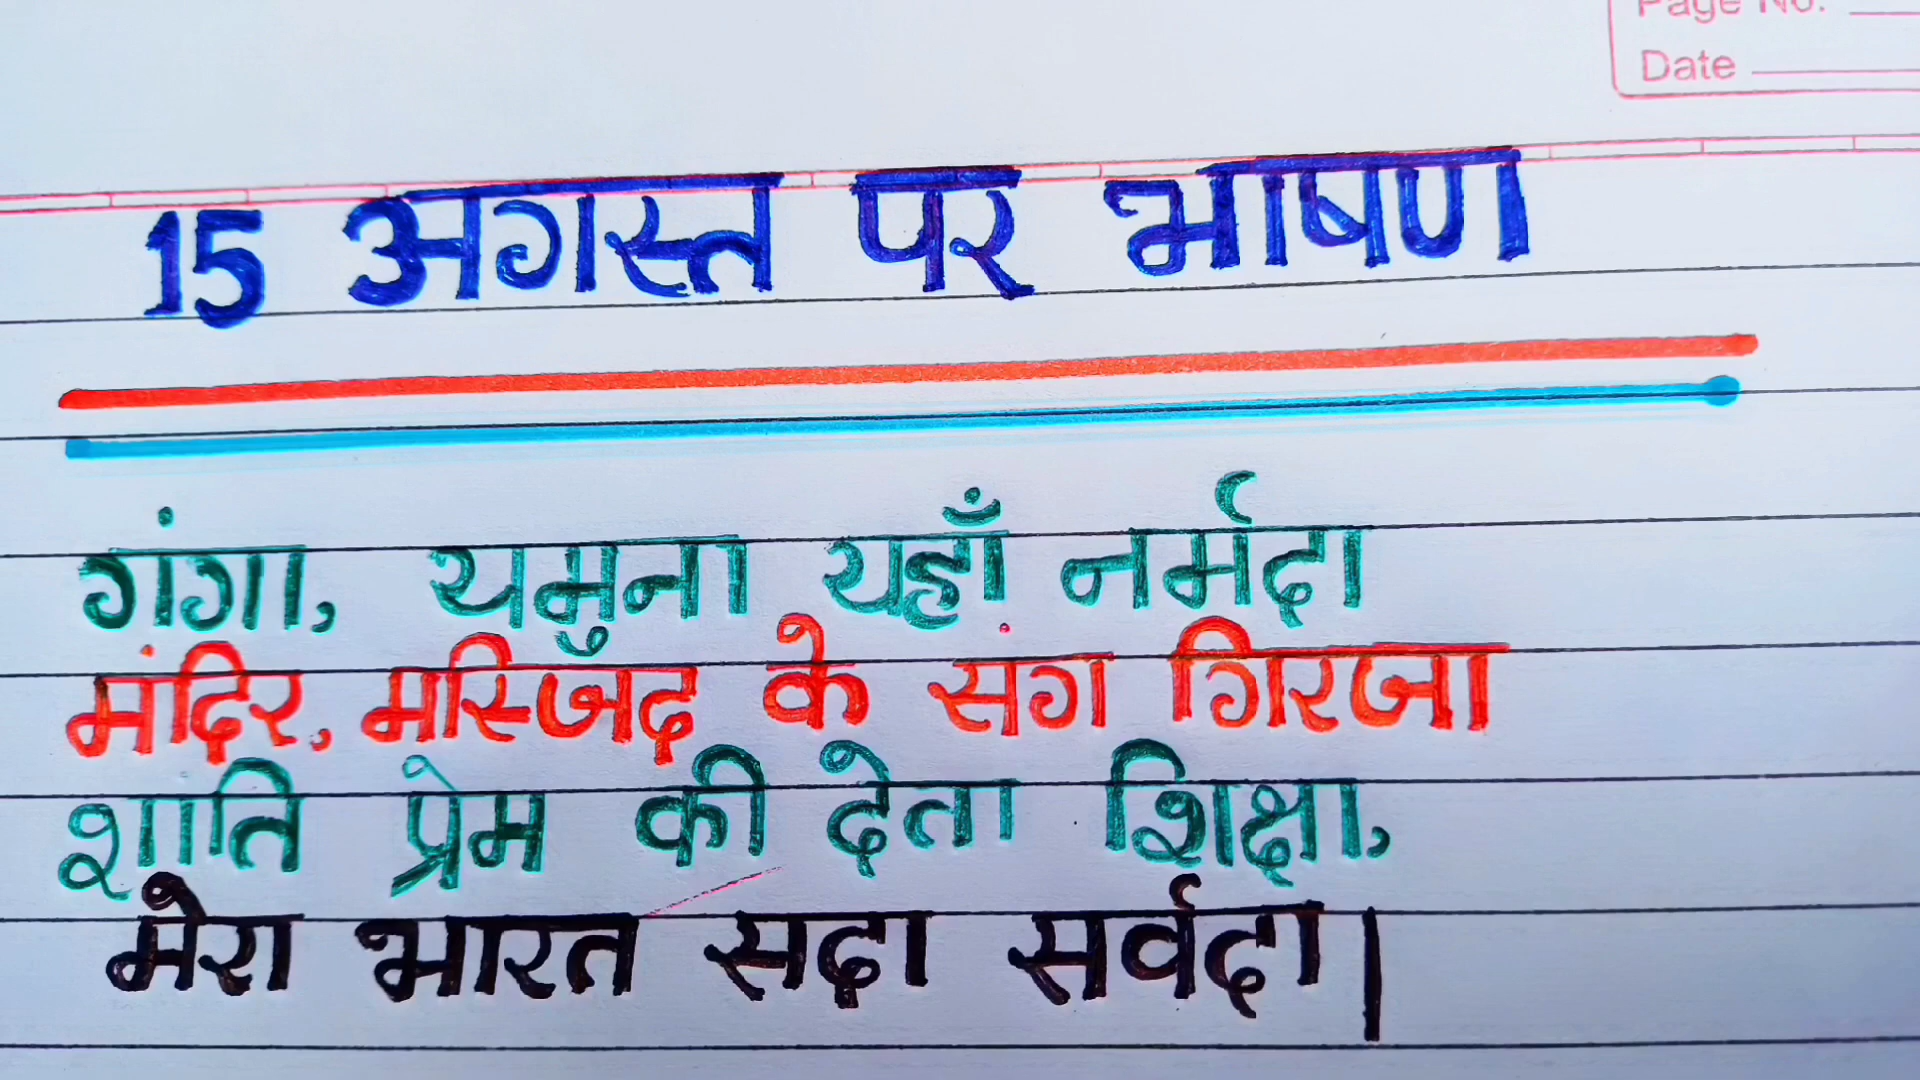 Page No.
Date
15 अगस्त पर भाषण
गंगा, यमुना यहाँ नर्मदा
मंदिर, मस्जिद के संग गिरजा
शाति प्रेम की देता शिक्षा,
मेरा भारत सदा सर्वदा|